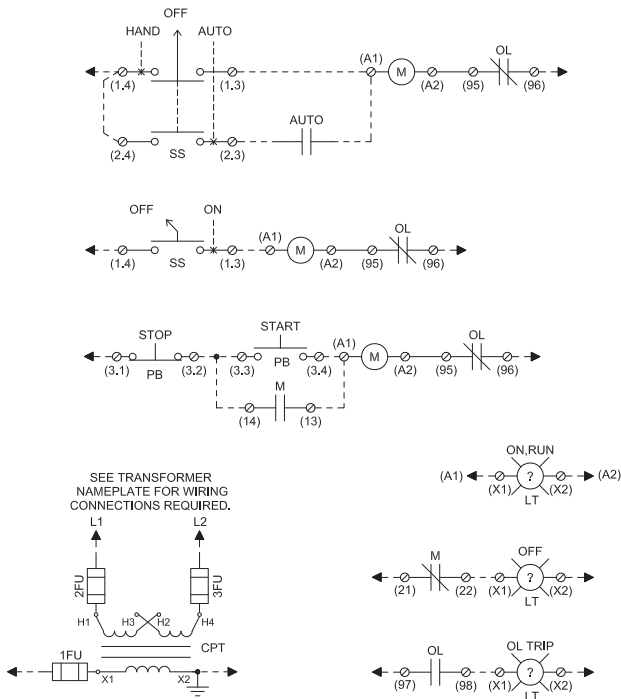 OFF
HAND AUTO
(A1) OL
M
(1.4) (1.3) (A2) (95) (96)
AUTO
(2.4) SS (2.3)
OFF ON
(A1) OL
M
(1.4) SS (1.3) (A2) (95) (96)
STOP START (A1) OL
M
(3.1) PB (3.2) (3.3) PB (3.4) (A2) (95) (96)
M
(14) (13)
SEE TRANSFORMER
NAMEPLATE FOR WIRING
CONNECTIONS REQUIRED.
L1 L2
2FU 3FU
H1 H3 H2 H4
CPT
1FU
X1 X2
ON,RUN
(A1) ? (A2)
(X1) (X2)
LT
M OFF
?
(21) (22) (X1) (X2)
LT
OL OL TRIP
?
(97) (98) (X1) (X2)
LT